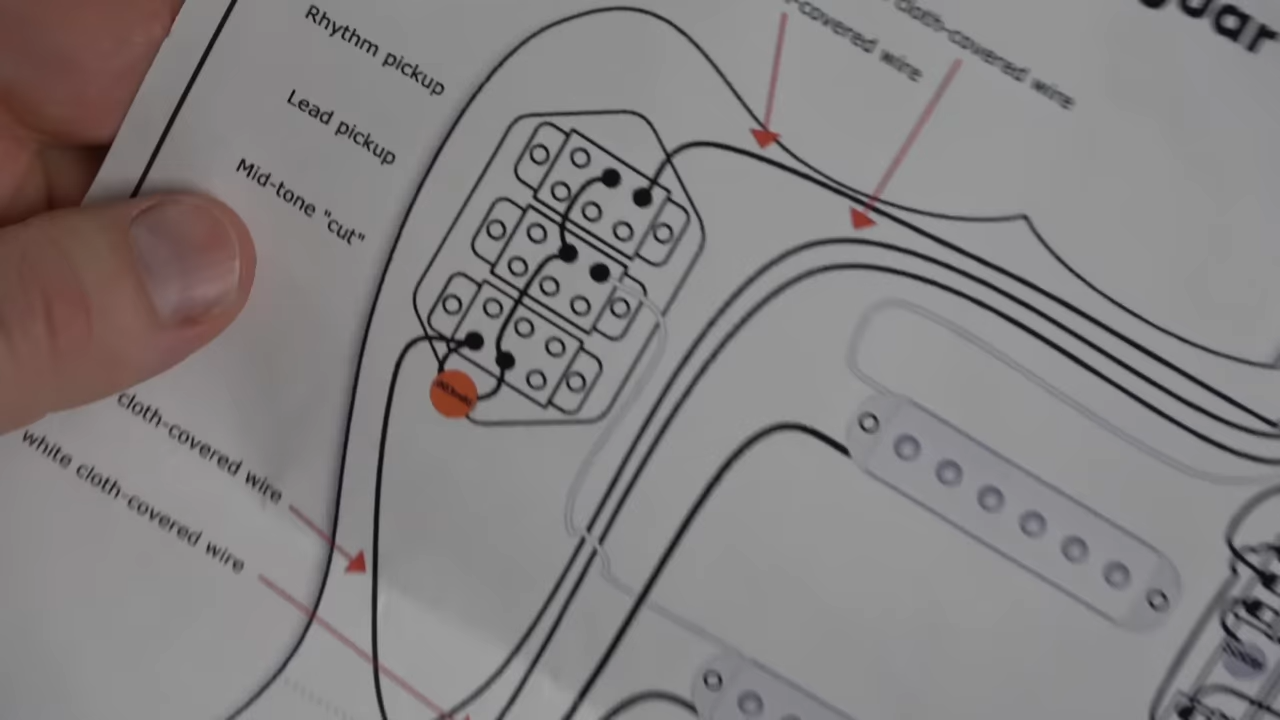 guar
cloth-covered wire
-covered wire
Rhythm pickup
Lead pickup
Mid-tone "cut"
cloth-covered wire
white cloth-covered wire